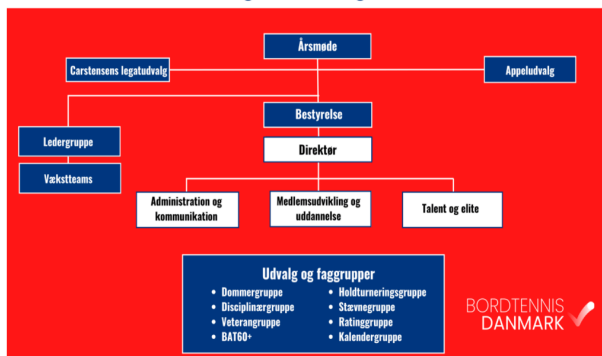 Årsmøde
Carstensens legatudvalg
Appeludvalg
Bestyrelse
Ledergruppe
Direktør
Vækstteams
Administration og
kommunikation
Medlemsudvikling og
uddannelse
Talent og elite
Udvalg og faggrupper
• Dommergruppe
• Disciplinærgruppe
• Veterangruppe
• BAT60+
• Holdturneringsgruppe
• Stævnegruppe
• Ratinggruppe
• Kalendergruppe
BORDTENNIS
DANMARK